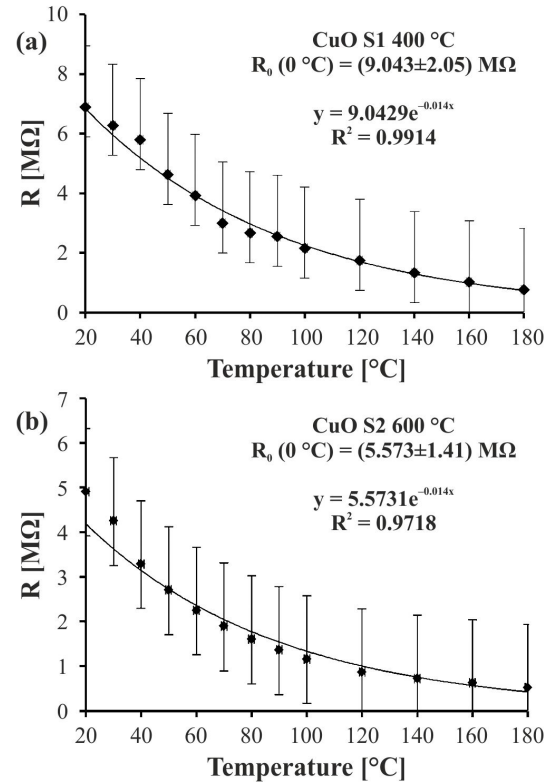 (a)
CuO S1 400 °C
R₀ (0 °C) = (9.043±2.05) MΩ
y = 9.0429e⁻⁰·⁰¹⁴ˣ
R² = 0.9914
R [MΩ]
10
8
6
4
2
0
20 40 60 80 100 120 140 160 180
Temperature [°C]
(b)
CuO S2 600 °C
R₀ (0 °C) = (5.573±1.41) MΩ
y = 5.5731e⁻⁰·⁰¹⁴ˣ
R² = 0.9718
R [MΩ]
7
6
5
4
3
2
1
0
20 40 60 80 100 120 140 160 180
Temperature [°C]